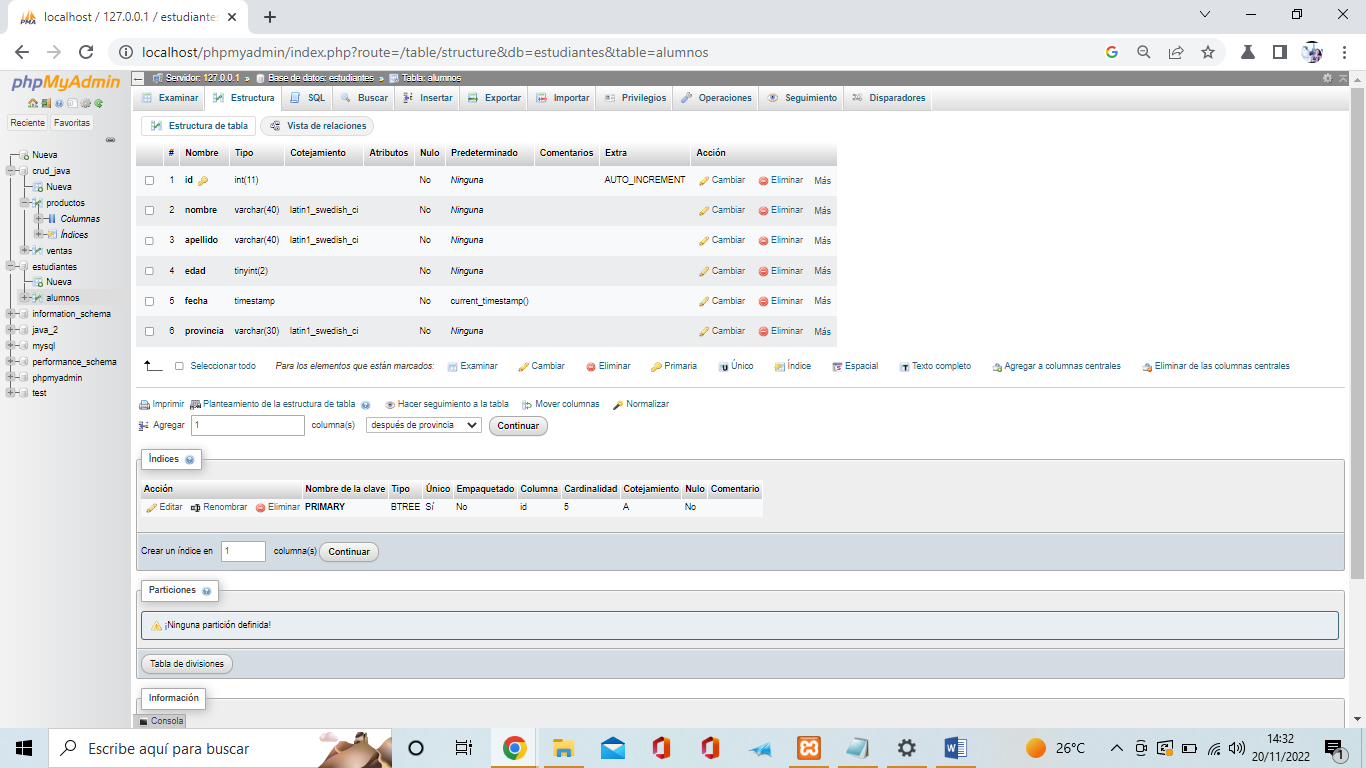 localhost / 127.0.0.1 / estudiante
localhost/phpmyadmin/index.php?route=/table/structure&db=estudiantes&table=alumnos
phpMyAdmin
Reciente Favoritas
Nueva
crud_java
Nueva
productos
Columnas
Índices
ventas
estudiantes
Nueva
alumnos
information_schema
java_2
mysql
performance_schema
phpmyadmin
test
Servidor: 127.0.0.1 » Base de datos: estudiantes » Tabla: alumnos
Examinar Estructura SQL Buscar Insertar Exportar Importar Privilegios Operaciones Seguimiento Disparadores
Estructura de tabla Vista de relaciones
# Nombre Tipo Cotejamiento Atributos Nulo Predeterminado Comentarios Extra Acción
1 id int(11) No Ninguna AUTO_INCREMENT Cambiar Eliminar Más
2 nombre varchar(40) latin1_swedish_ci No Ninguna Cambiar Eliminar Más
3 apellido varchar(40) latin1_swedish_ci No Ninguna Cambiar Eliminar Más
4 edad tinyint(2) No Ninguna Cambiar Eliminar Más
5 fecha timestamp No current_timestamp() Cambiar Eliminar Más
6 provincia varchar(30) latin1_swedish_ci No Ninguna Cambiar Eliminar Más
Seleccionar todo Para los elementos que están marcados: Examinar Cambiar Eliminar Primaria Único Índice Espacial Texto completo Agregar a columnas centrales Eliminar de las columnas centrales
Imprimir Planteamiento de la estructura de tabla Hacer seguimiento a la tabla Mover columnas Normalizar
Agregar 1 columna(s) después de provincia Continuar
Índices
Acción Nombre de la clave Tipo Único Empaquetado Columna Cardinalidad Cotejamiento Nulo Comentario
Editar Renombrar Eliminar PRIMARY BTREE Sí No id 5 A No
Crear un índice en 1 columna(s) Continuar
Particiones
¡Ninguna partición definida!
Tabla de divisiones
Información
Consola
Escribe aquí para buscar
26°C
14:32
20/11/2022
1